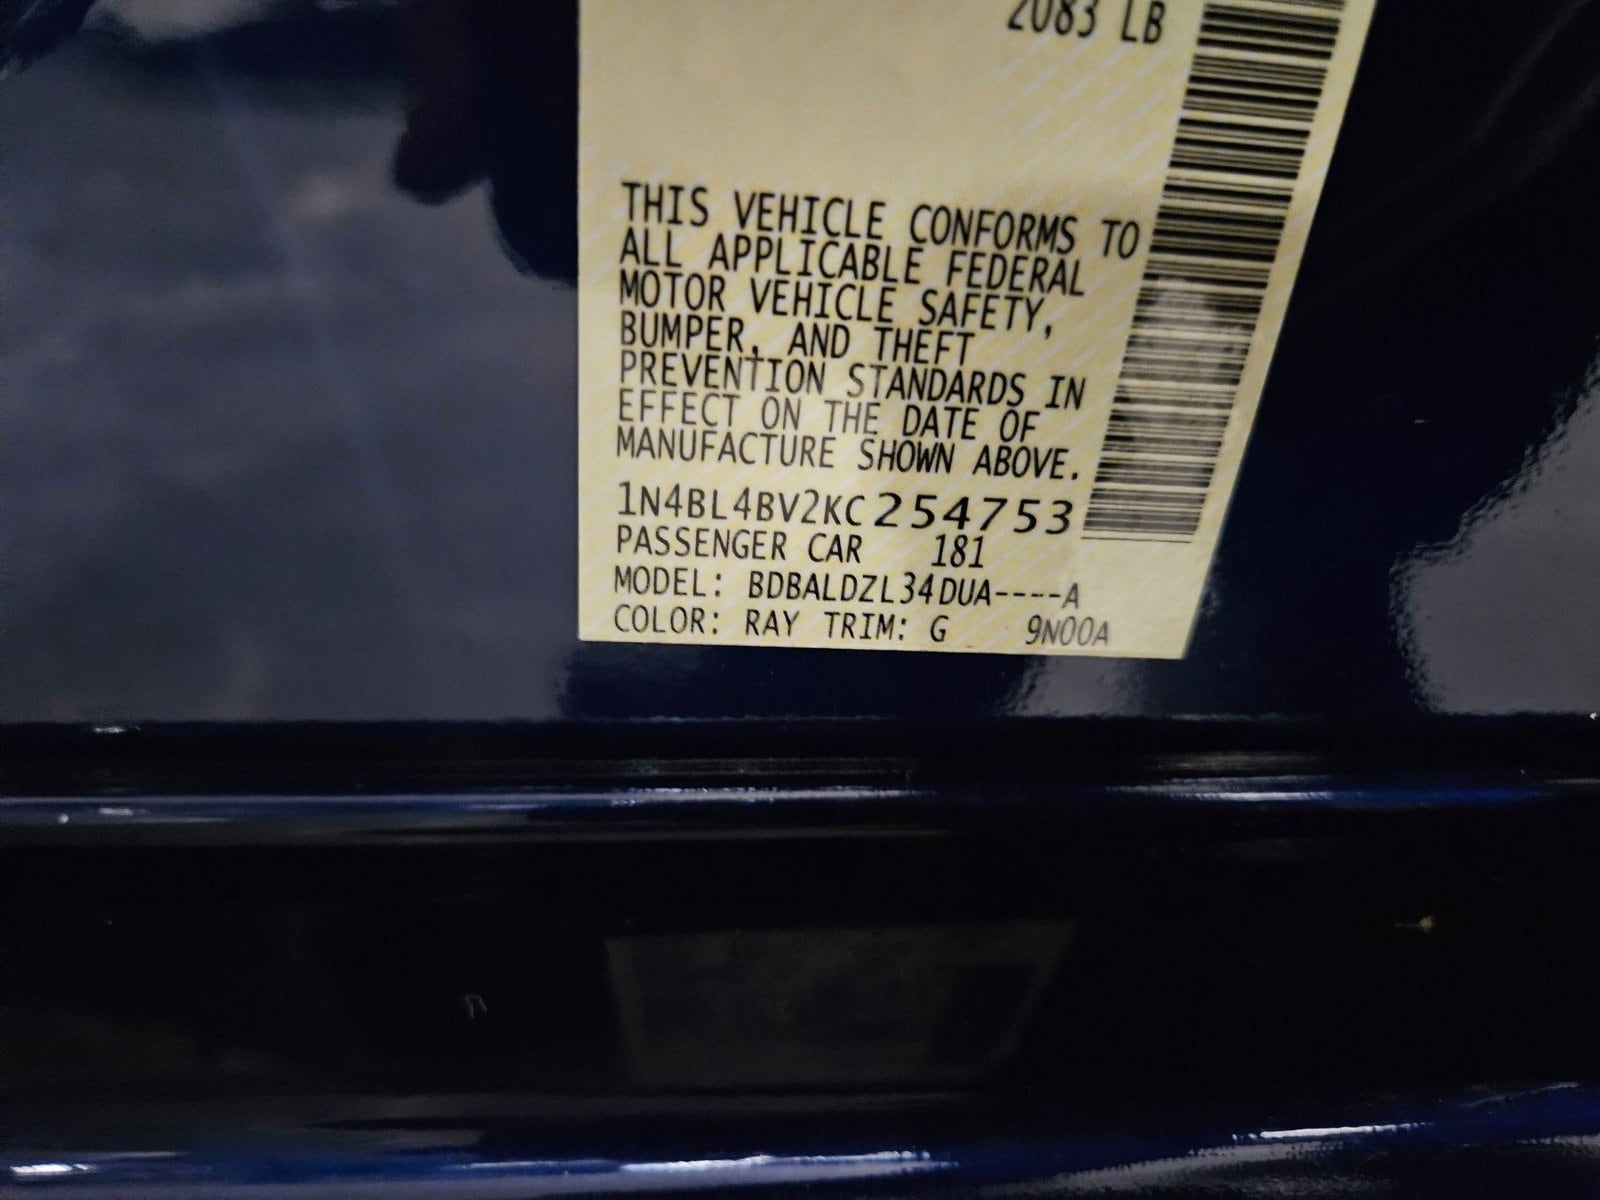 2083 LB
THIS VEHICLE CONFORMS TO
ALL APPLICABLE FEDERAL
MOTOR VEHICLE SAFETY,
BUMPER, AND THEFT
PREVENTION STANDARDS IN
EFFECT ON THE DATE OF
MANUFACTURE SHOWN ABOVE.
1N4BL4BV2KC254753
PASSENGER CAR 181
MODEL: BDBALDZL34DUA----A
COLOR: RAY TRIM: G 9N00A